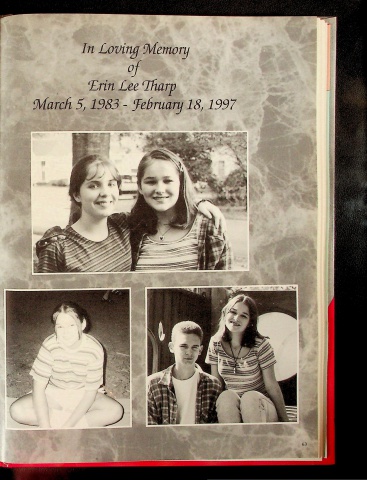 In Loving Memory
of
Erin Lee Tharp
March 5, 1983 - February 18, 1997